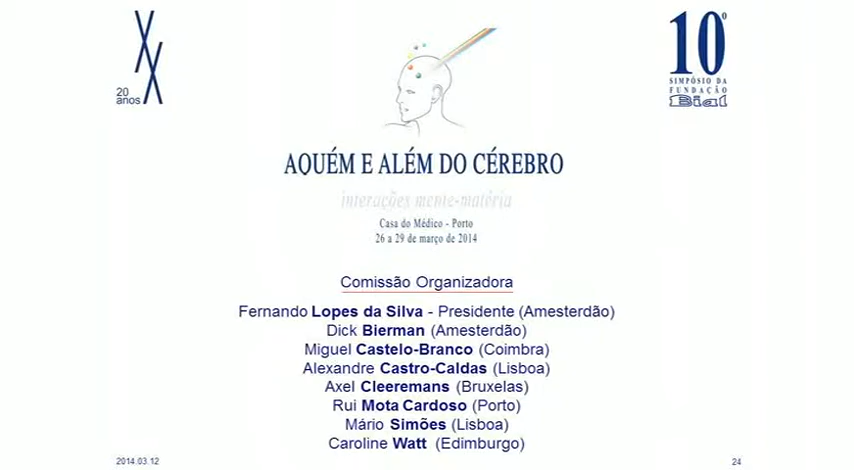 XX
20
anos
10º
SIMPÓSIO DA
FUNDAÇÃO
Bial
AQUÉM E ALÉM DO CÉREBRO
interações mente-matéria
Casa do Médico - Porto
26 a 29 de março de 2014
Comissão Organizadora
Fernando Lopes da Silva - Presidente (Amesterdão)
Dick Bierman (Amesterdão)
Miguel Castelo-Branco (Coimbra)
Alexandre Castro-Caldas (Lisboa)
Axel Cleeremans (Bruxelas)
Rui Mota Cardoso (Porto)
Mário Simões (Lisboa)
Caroline Watt (Edimburgo)
2014.03.12
24